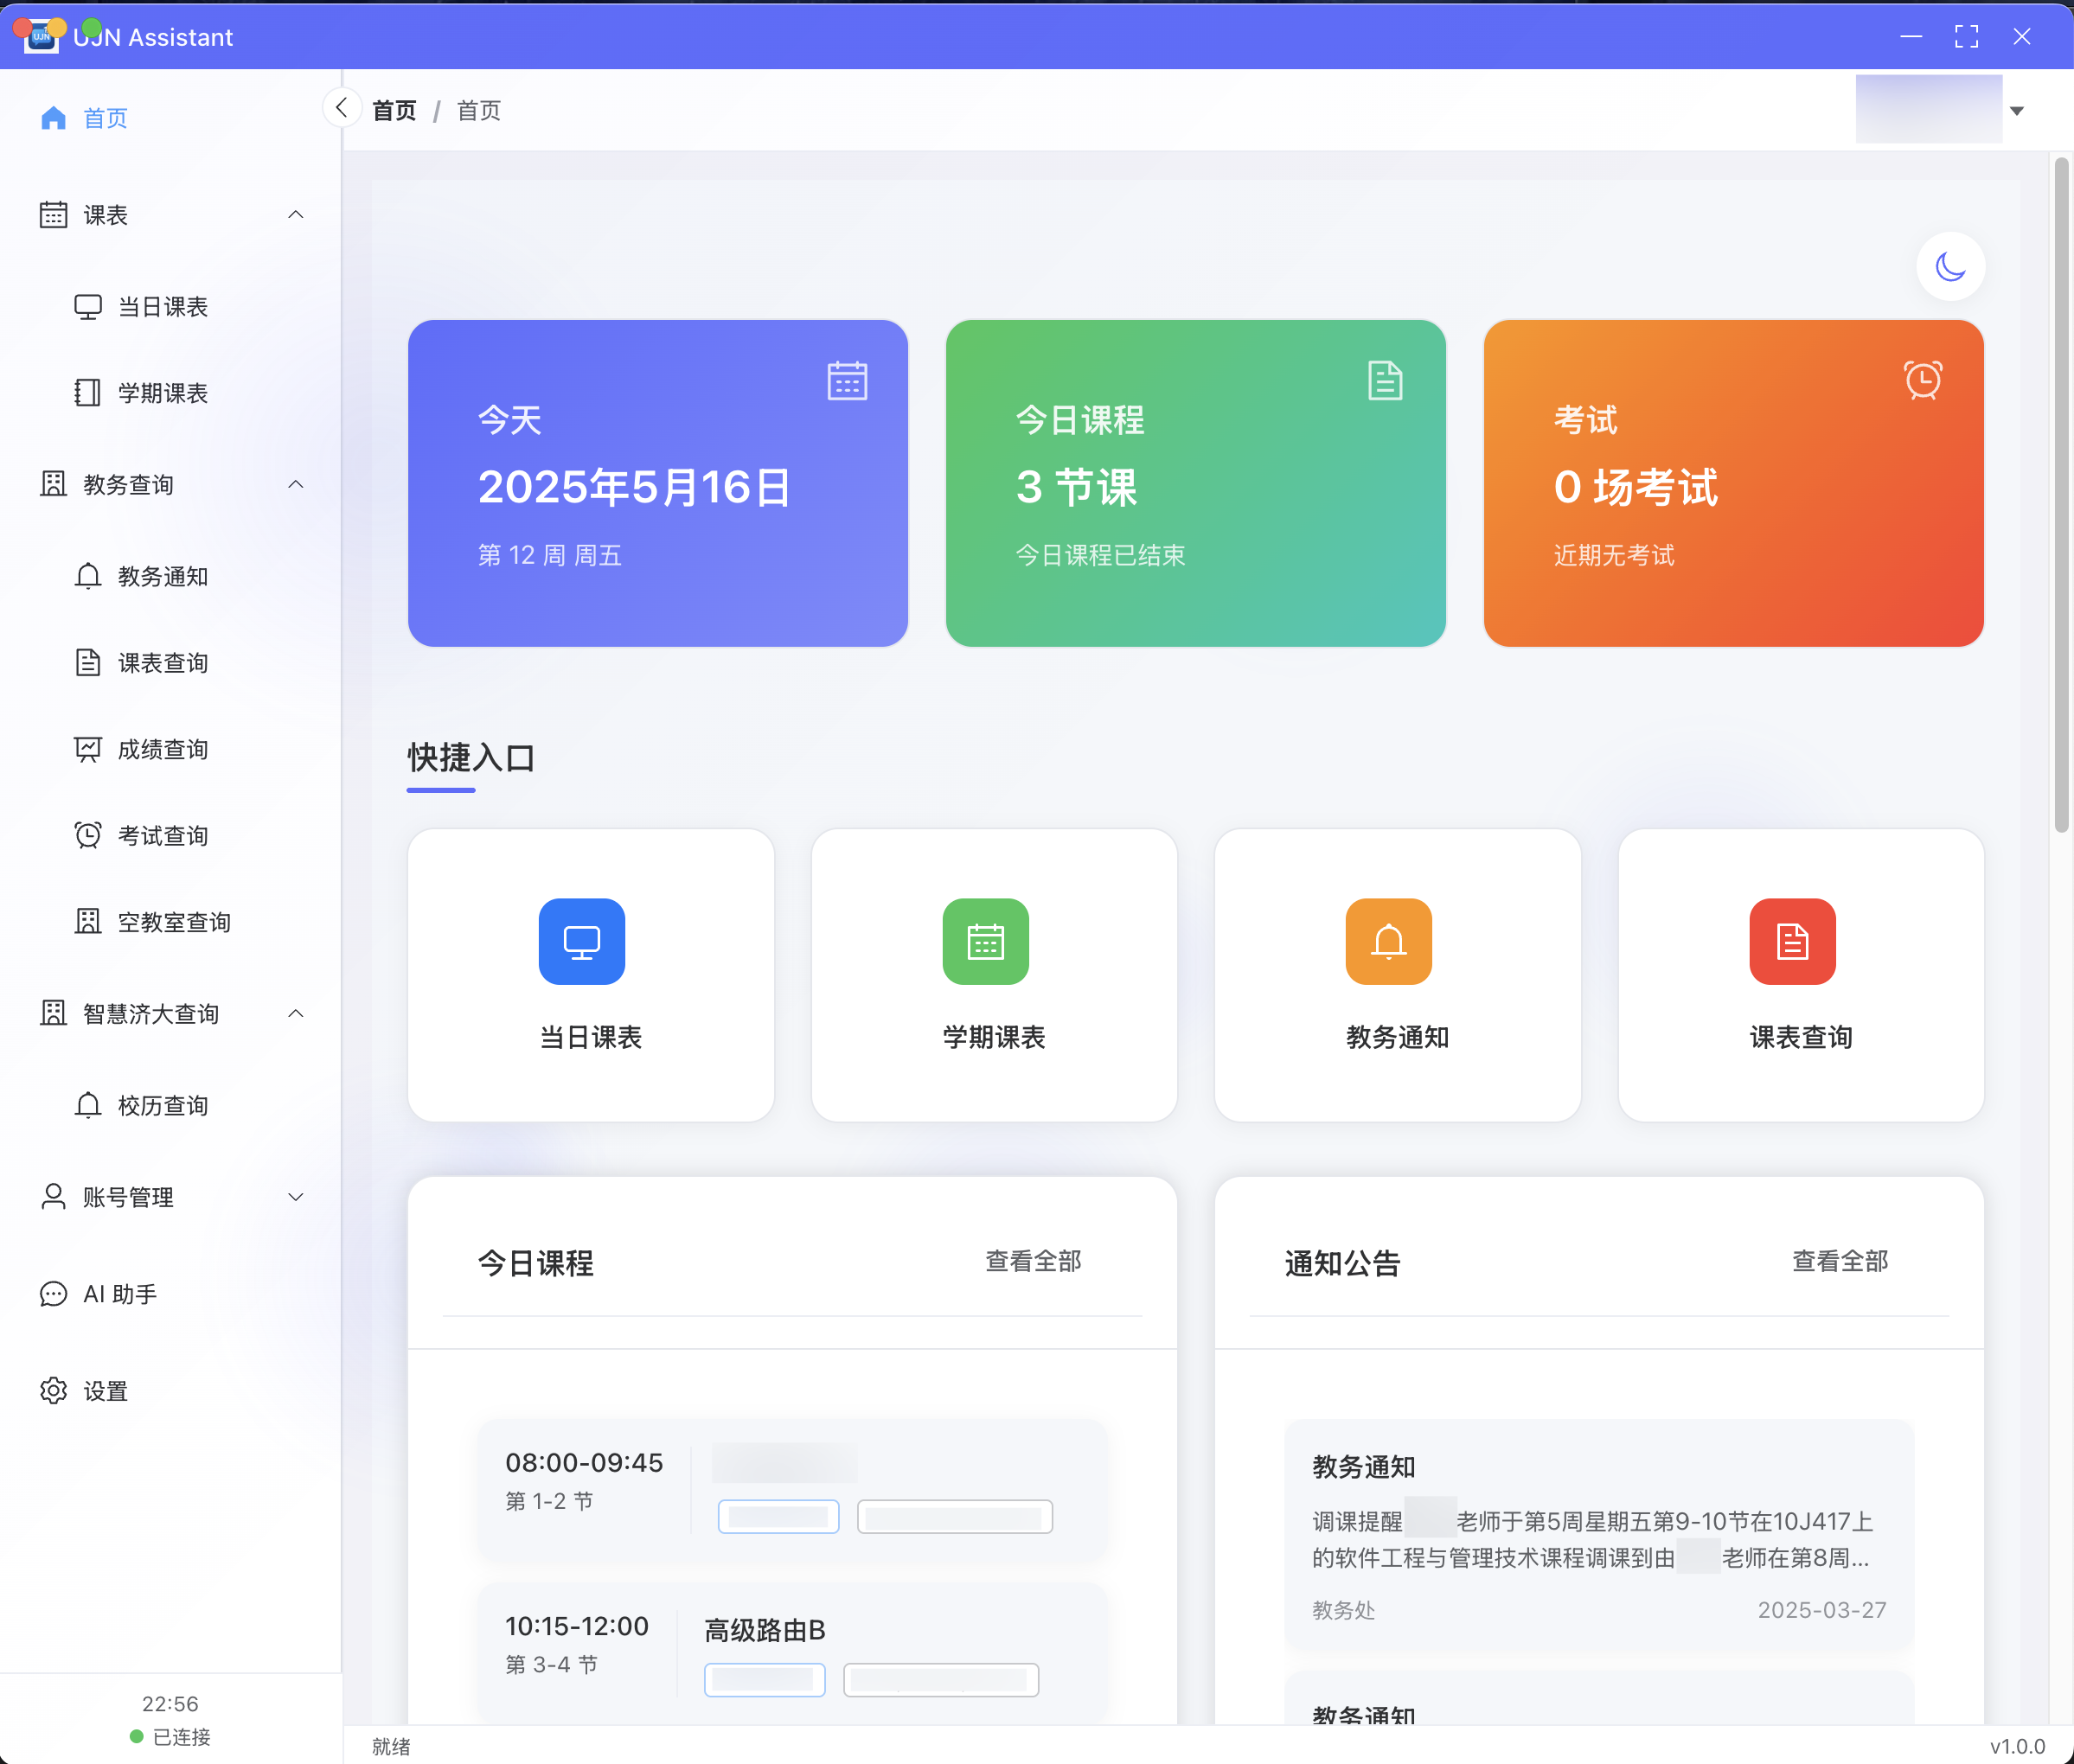 UJN
UJN Assistant
首页
首页 / 首页
课表
当日课表
学期课表
教务查询
教务通知
课表查询
成绩查询
考试查询
空教室查询
智慧济大查询
校历查询
账号管理
AI 助手
设置
22:56
已连接
今天
2025年5月16日
第 12 周 周五
今日课程
3 节课
今日课程已结束
考试
0 场考试
近期无考试
快捷入口
当日课表
学期课表
教务通知
课表查询
今日课程
查看全部
08:00-09:45
第 1-2 节
10:15-12:00
第 3-4 节
高级路由B
通知公告
查看全部
教务通知
调课提醒 老师于第5周星期五第9-10节在10J417上
的软件工程与管理技术课程调课到由 老师在第8周...
教务处
2025-03-27
教务通知
就绪
v1.0.0